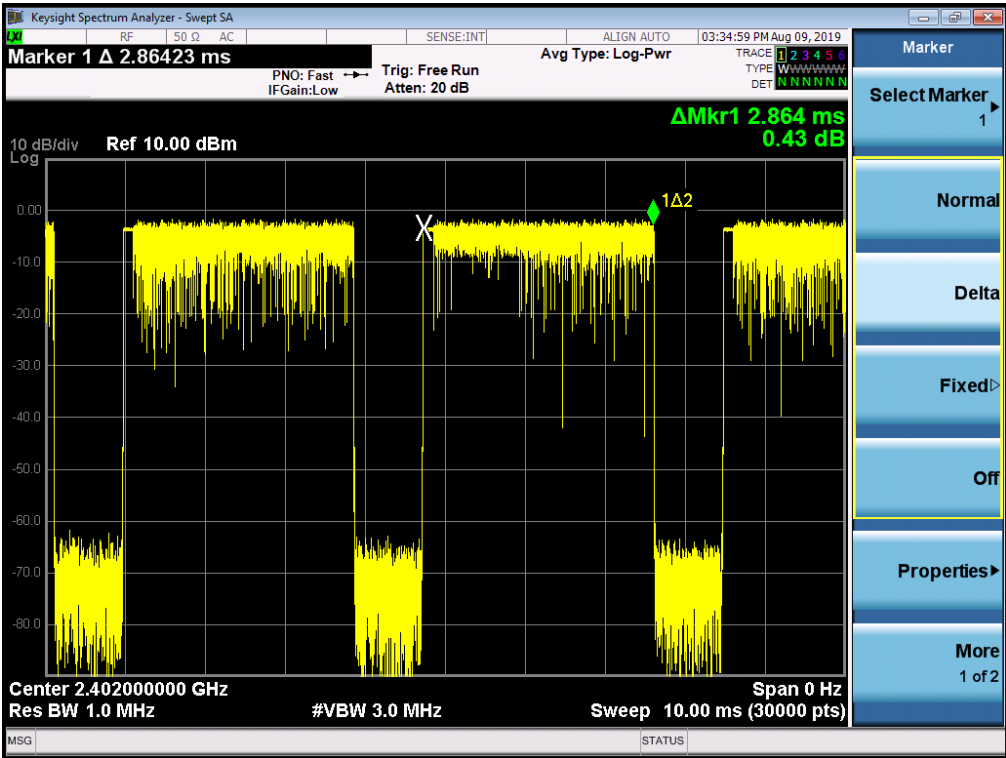 Keysight Spectrum Analyzer - Swept SA
LXI RF 50 Ω AC SENSE:INT ALIGN AUTO 03:34:59 PM Aug 09, 2019
Marker 1 Δ 2.86423 ms
PNO: Fast
IFGain:Low
Trig: Free Run
Atten: 20 dB
Avg Type: Log-Pwr
TRACE 1 2 3 4 5 6
TYPE WWWWWW
DET N N N N N N
ΔMkr1 2.864 ms
0.43 dB
10 dB/div Ref 10.00 dBm
Log
0.00
-10.0
-20.0
-30.0
-40.0
-50.0
-60.0
-70.0
-80.0
X
1Δ2
Center 2.402000000 GHz Span 0 Hz
Res BW 1.0 MHz #VBW 3.0 MHz Sweep 10.00 ms (30000 pts)
MSG STATUS
Marker
Select Marker
1
Normal
Delta
Fixed
Off
Properties
More
1 of 2